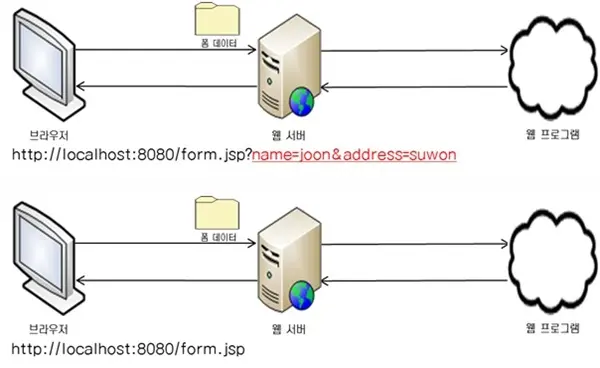 폼 데이터
브라우저 웹 서버 웹 프로그램
http://localhost:8080/form.jsp?name=joon&address=suwon
폼 데이터
브라우저 웹 서버 웹 프로그램
http://localhost:8080/form.jsp